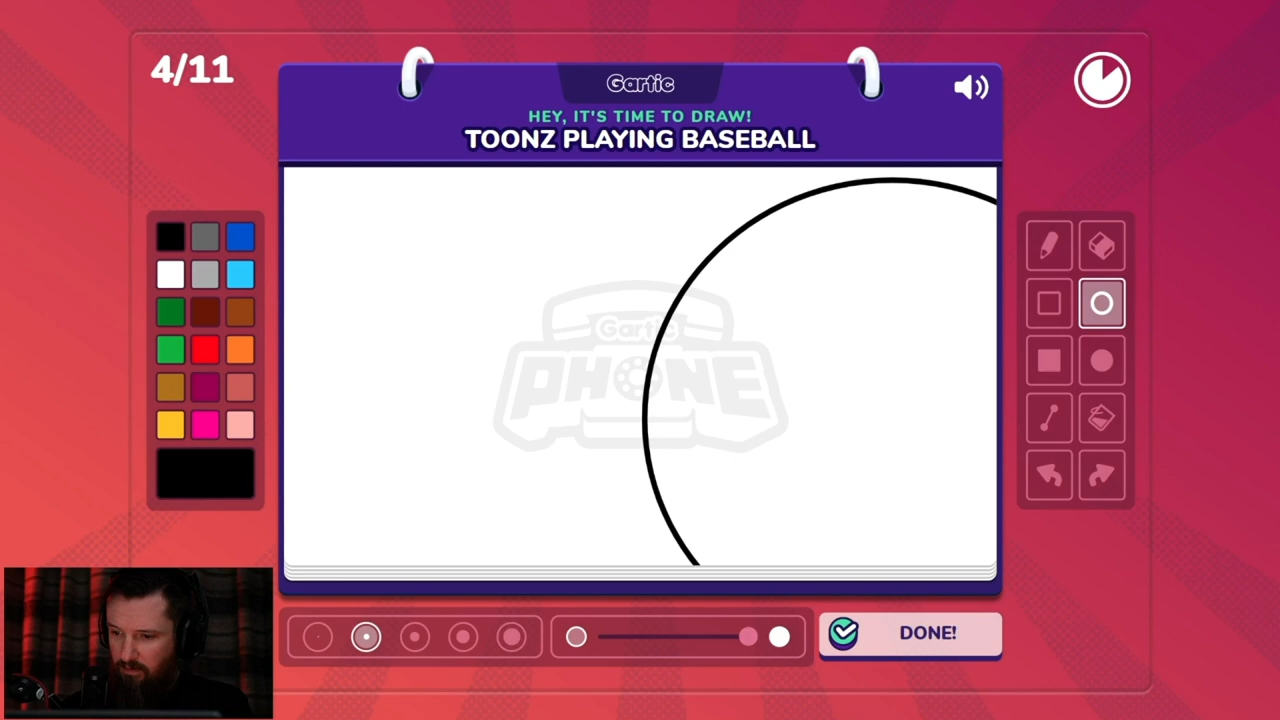 4/11
Gartic
HEY, IT'S TIME TO DRAW!
TOONZ PLAYING BASEBALL
Gartic
PHONE
DONE!